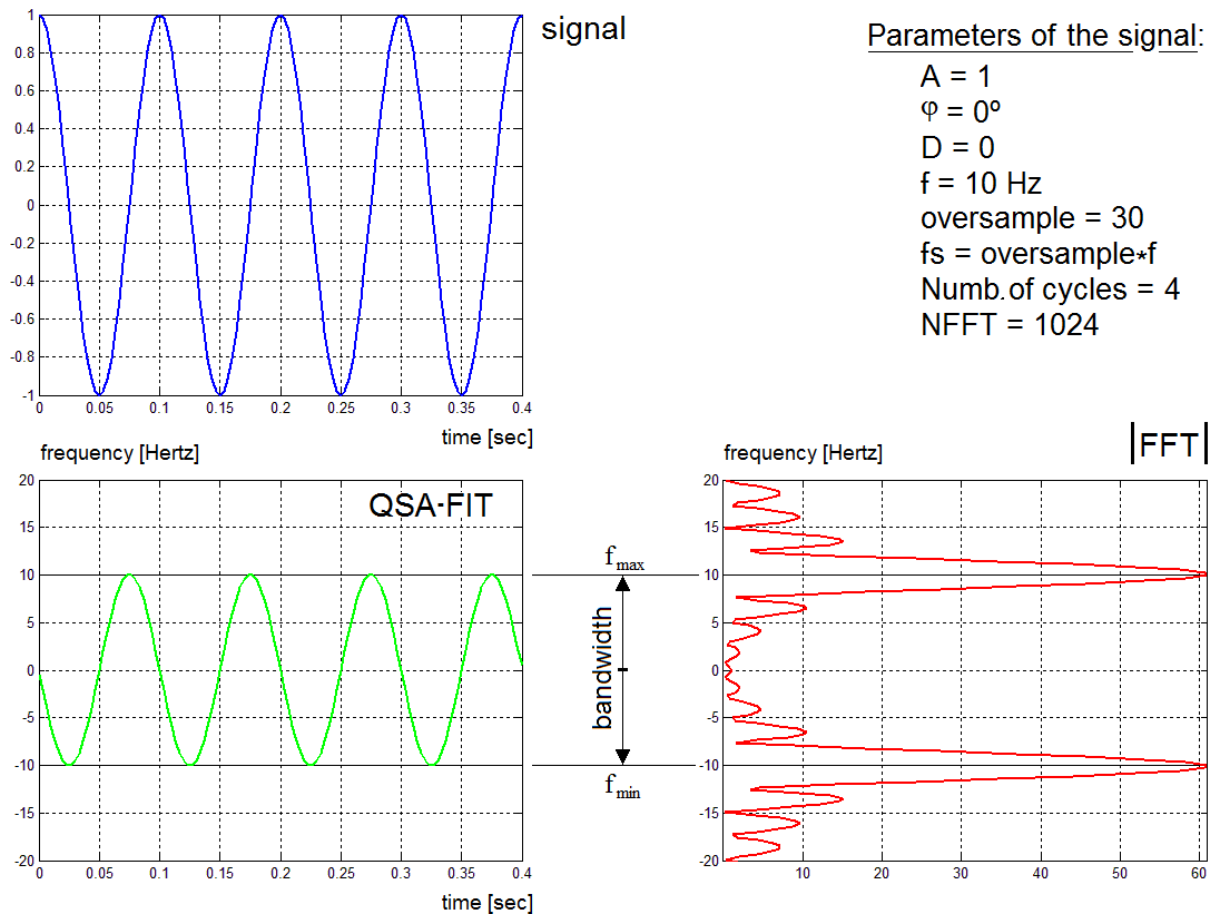 signal
1
0.8
0.6
0.4
0.2
0
-0.2
-0.4
-0.6
-0.8
-1
0 0.05 0.1 0.15 0.2 0.25 0.3 0.35 0.4
time [sec]
Parameters of the signal:
A = 1
φ = 0º
D = 0
f = 10 Hz
oversample = 30
fs = oversample*f
Numb.of cycles = 4
NFFT = 1024
frequency [Hertz]
QSA-FIT
20
15
10
5
0
-5
-10
-15
-20
0 0.05 0.1 0.15 0.2 0.25 0.3 0.35 0.4
time [sec]
fmax
bandwidth
fmin
frequency [Hertz]
|FFT|
20
15
10
5
0
-5
-10
-15
-20
10 20 30 40 50 60